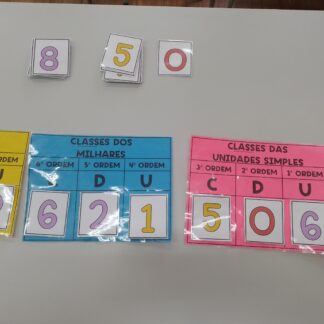 8 5 0
CLASSES DOS
MILHARES
6ª ORDEM 5ª ORDEM 4ª ORDEM
D U
6 2 1
CLASSES DAS
UNIDADES SIMPLES
3ª ORDEM 2ª ORDEM 1ª ORDEM
C D U
5 0 6
ORDEM
U